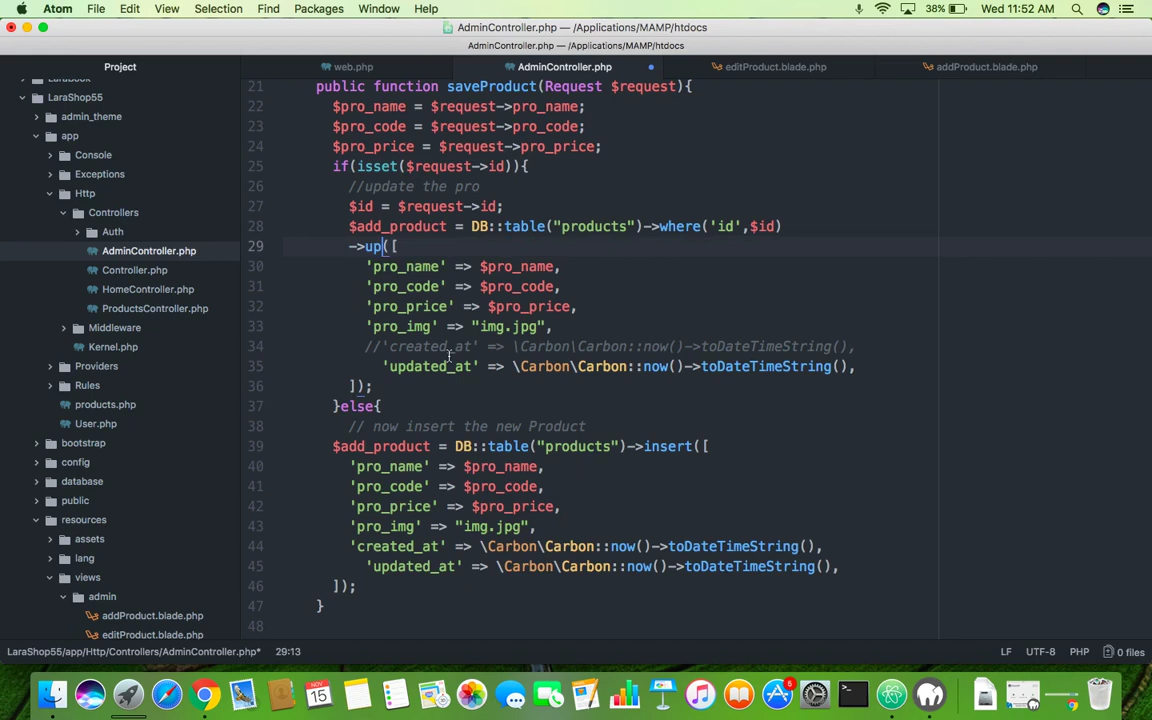 Atom File Edit View Selection Find Packages Window Help 38% Wed 11:52 AM
AdminController.php — /Applications/MAMP/htdocs
AdminController.php — /Applications/MAMP/htdocs
Project web.php AdminController.php editProduct.blade.php addProduct.blade.php
LaraBook
LaraShop55
admin_theme
app
Console
Exceptions
Http
Controllers
Auth
AdminController.php
Controller.php
HomeController.php
ProductsController.php
Middleware
Kernel.php
Providers
Rules
products.php
User.php
bootstrap
config
database
public
resources
assets
lang
views
admin
addProduct.blade.php
editProduct.blade.php
21 public function saveProduct(Request $request){
22 $pro_name = $request->pro_name;
23 $pro_code = $request->pro_code;
24 $pro_price = $request->pro_price;
25 if(isset($request->id)){
26 //update the pro
27 $id = $request->id;
28 $add_product = DB::table("products")->where('id',$id)
29 ->up([
30 'pro_name' => $pro_name,
31 'pro_code' => $pro_code,
32 'pro_price' => $pro_price,
33 'pro_img' => "img.jpg",
34 //'created_at' => \Carbon\Carbon::now()->toDateTimeString(),
35 'updated_at' => \Carbon\Carbon::now()->toDateTimeString(),
36 ]);
37 }else{
38 // now insert the new Product
39 $add_product = DB::table("products")->insert([
40 'pro_name' => $pro_name,
41 'pro_code' => $pro_code,
42 'pro_price' => $pro_price,
43 'pro_img' => "img.jpg",
44 'created_at' => \Carbon\Carbon::now()->toDateTimeString(),
45 'updated_at' => \Carbon\Carbon::now()->toDateTimeString(),
46 ]);
47 }
48
LaraShop55/app/Http/Controllers/AdminController.php* 29:13 LF UTF-8 PHP 0 files
NOV
15
6